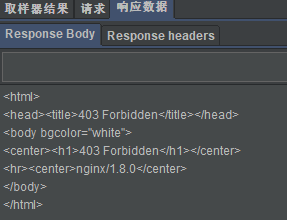 取样器结果 请求 响应数据
Response Body Response headers
<html>
<head><title>403 Forbidden</title></head>
<body bgcolor="white">
<center><h1>403 Forbidden</h1></center>
<hr><center>nginx/1.8.0</center>
</body>
</html>